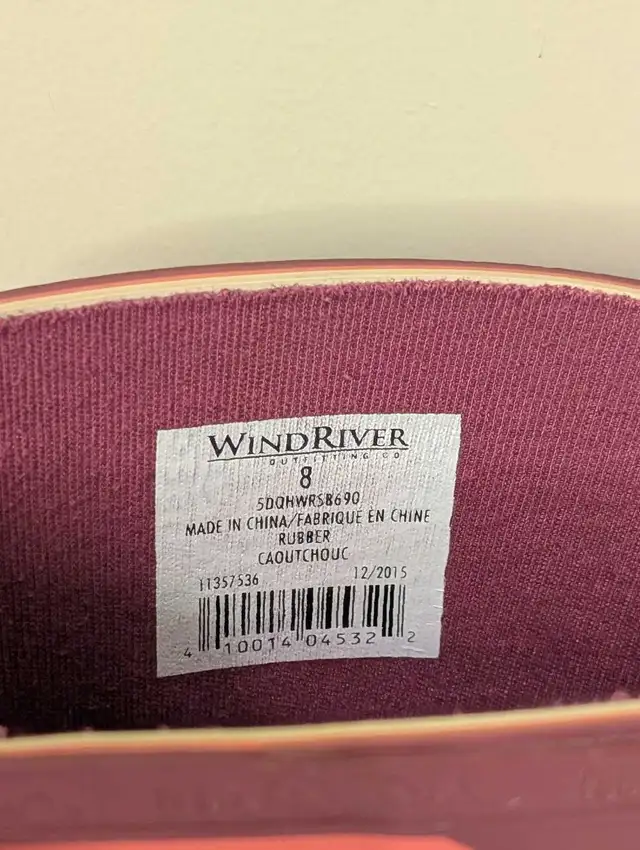 WINDRIVER
OUTFITTING CO
8
5DQHWRSB690
MADE IN CHINA/FABRIQUÉ EN CHINE
RUBBER
CAOUTCHOUC
11357536 12/2015
4 10014 04532 2